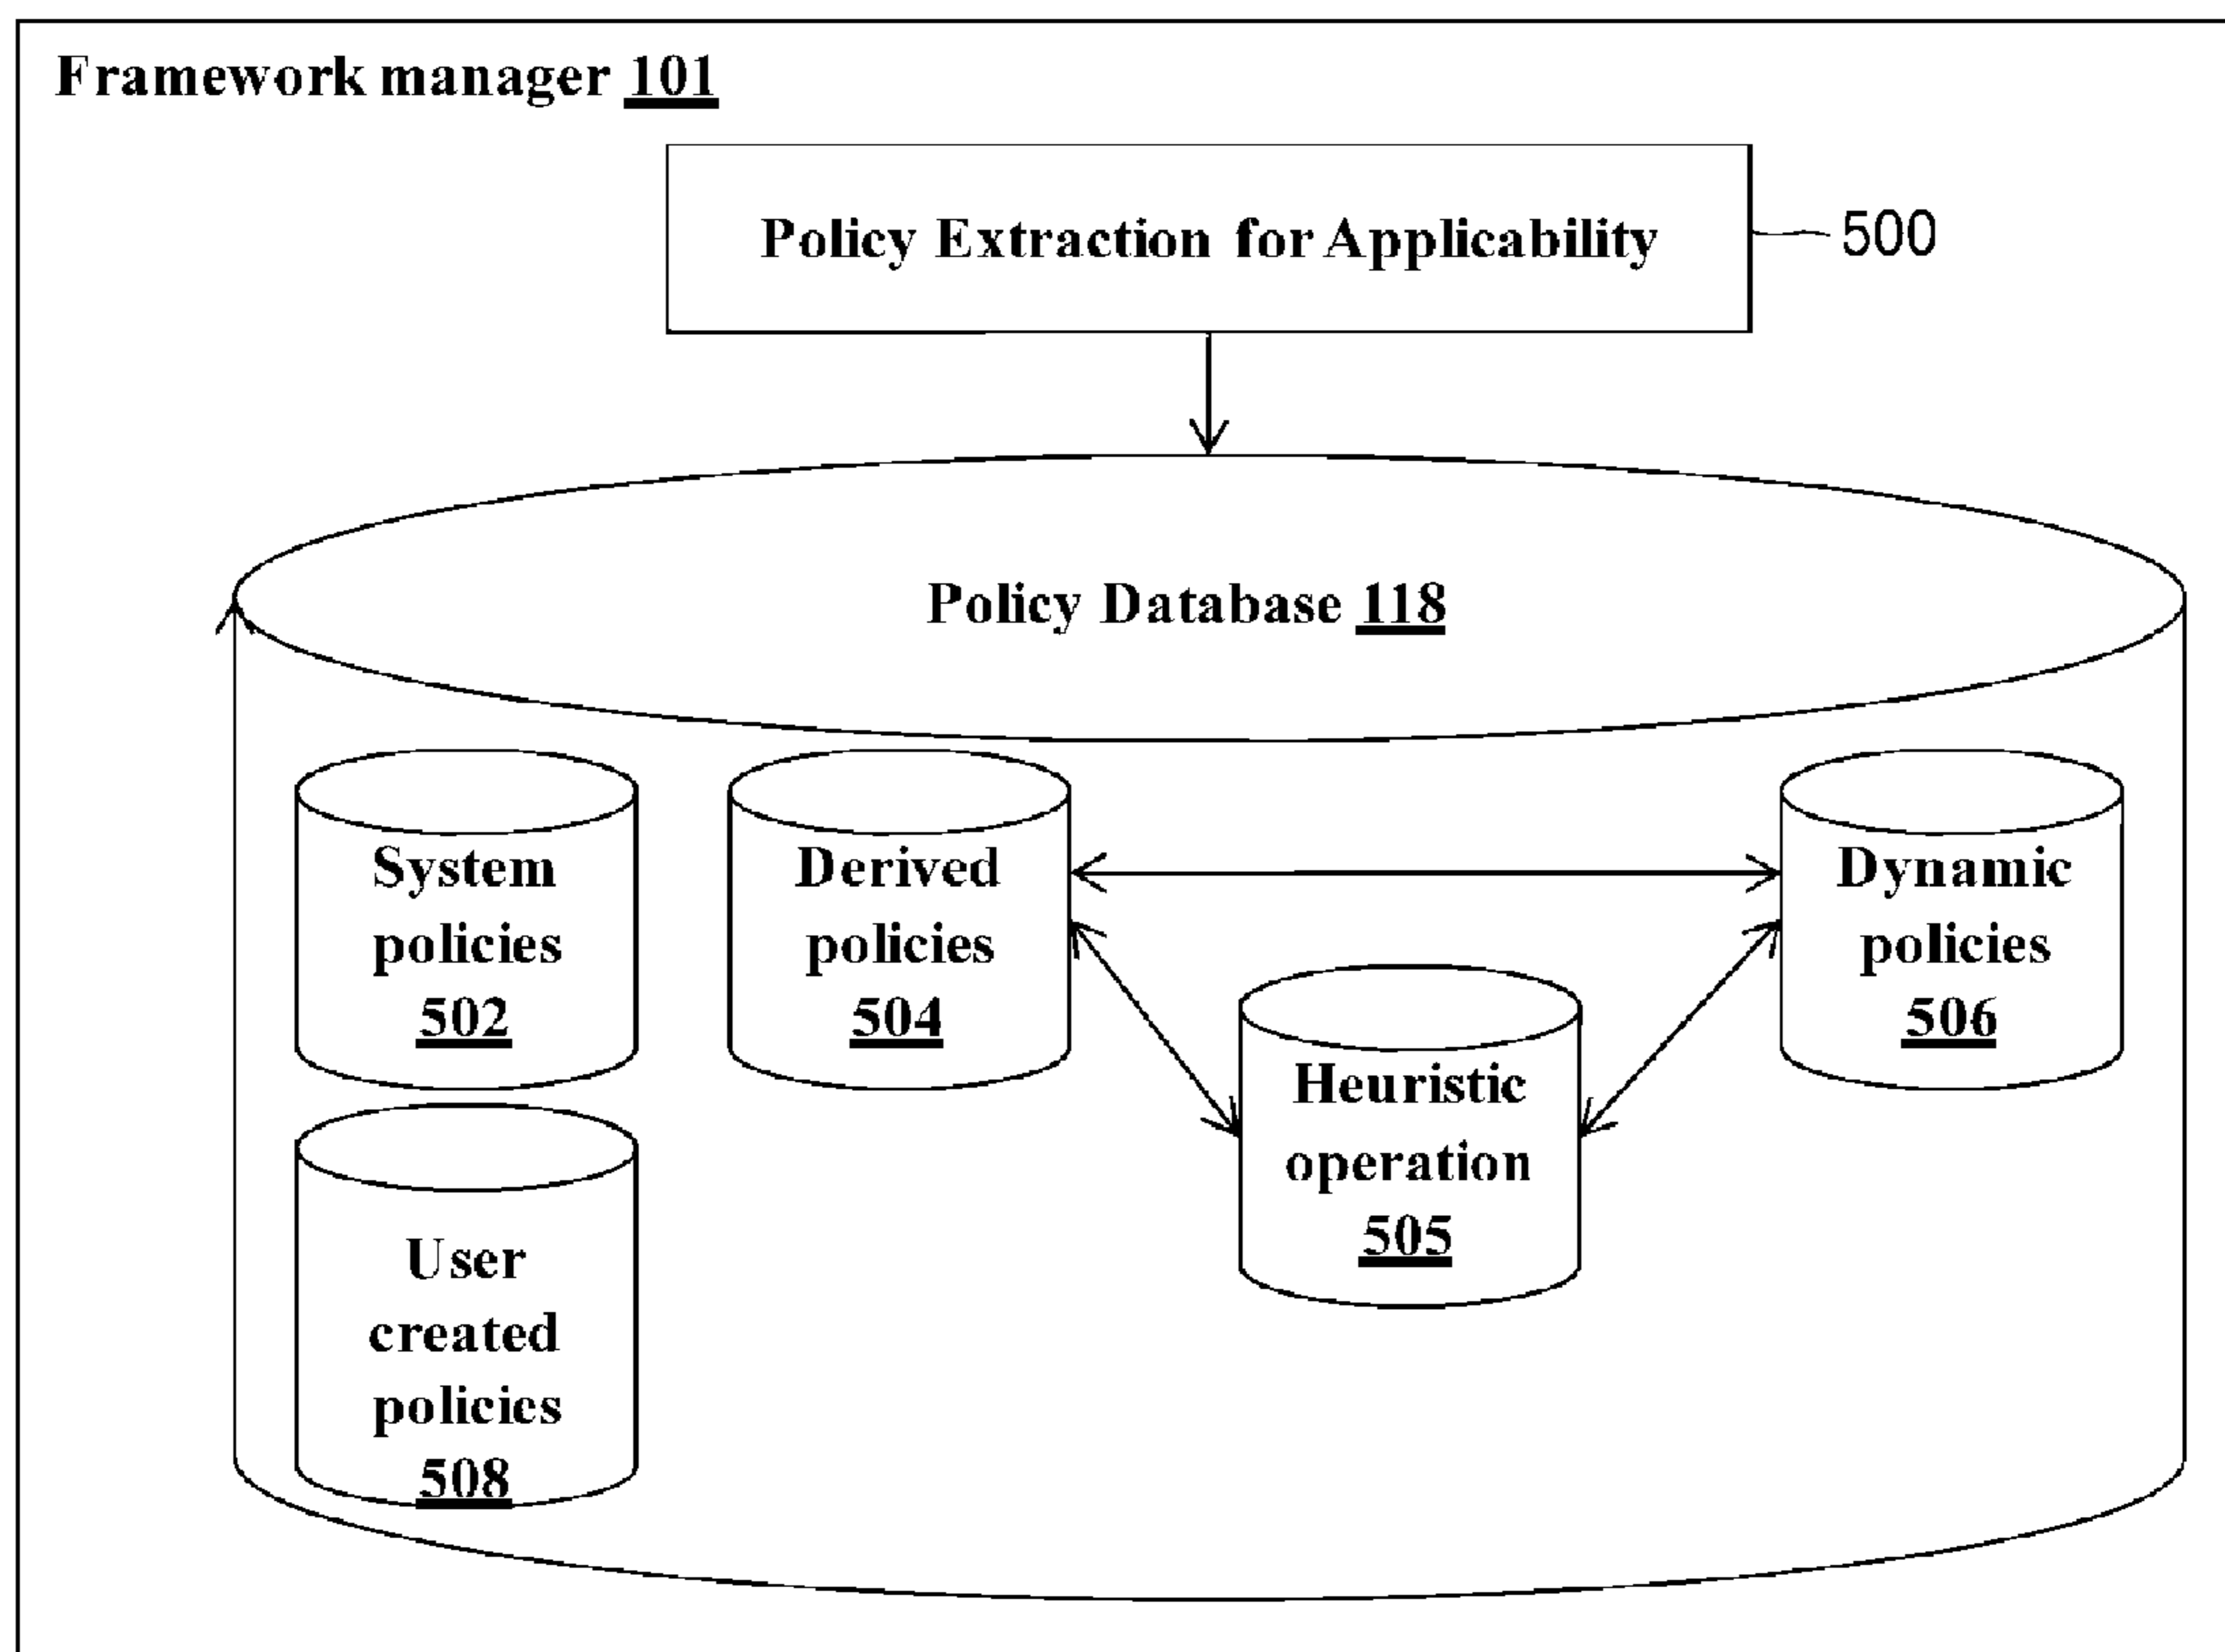 Framework manager 101
Policy Extraction for Applicability
500
Policy Database 118
System
policies
502
Derived
policies
504
Dynamic
policies
506
Heuristic
operation
505
User
created
policies
508